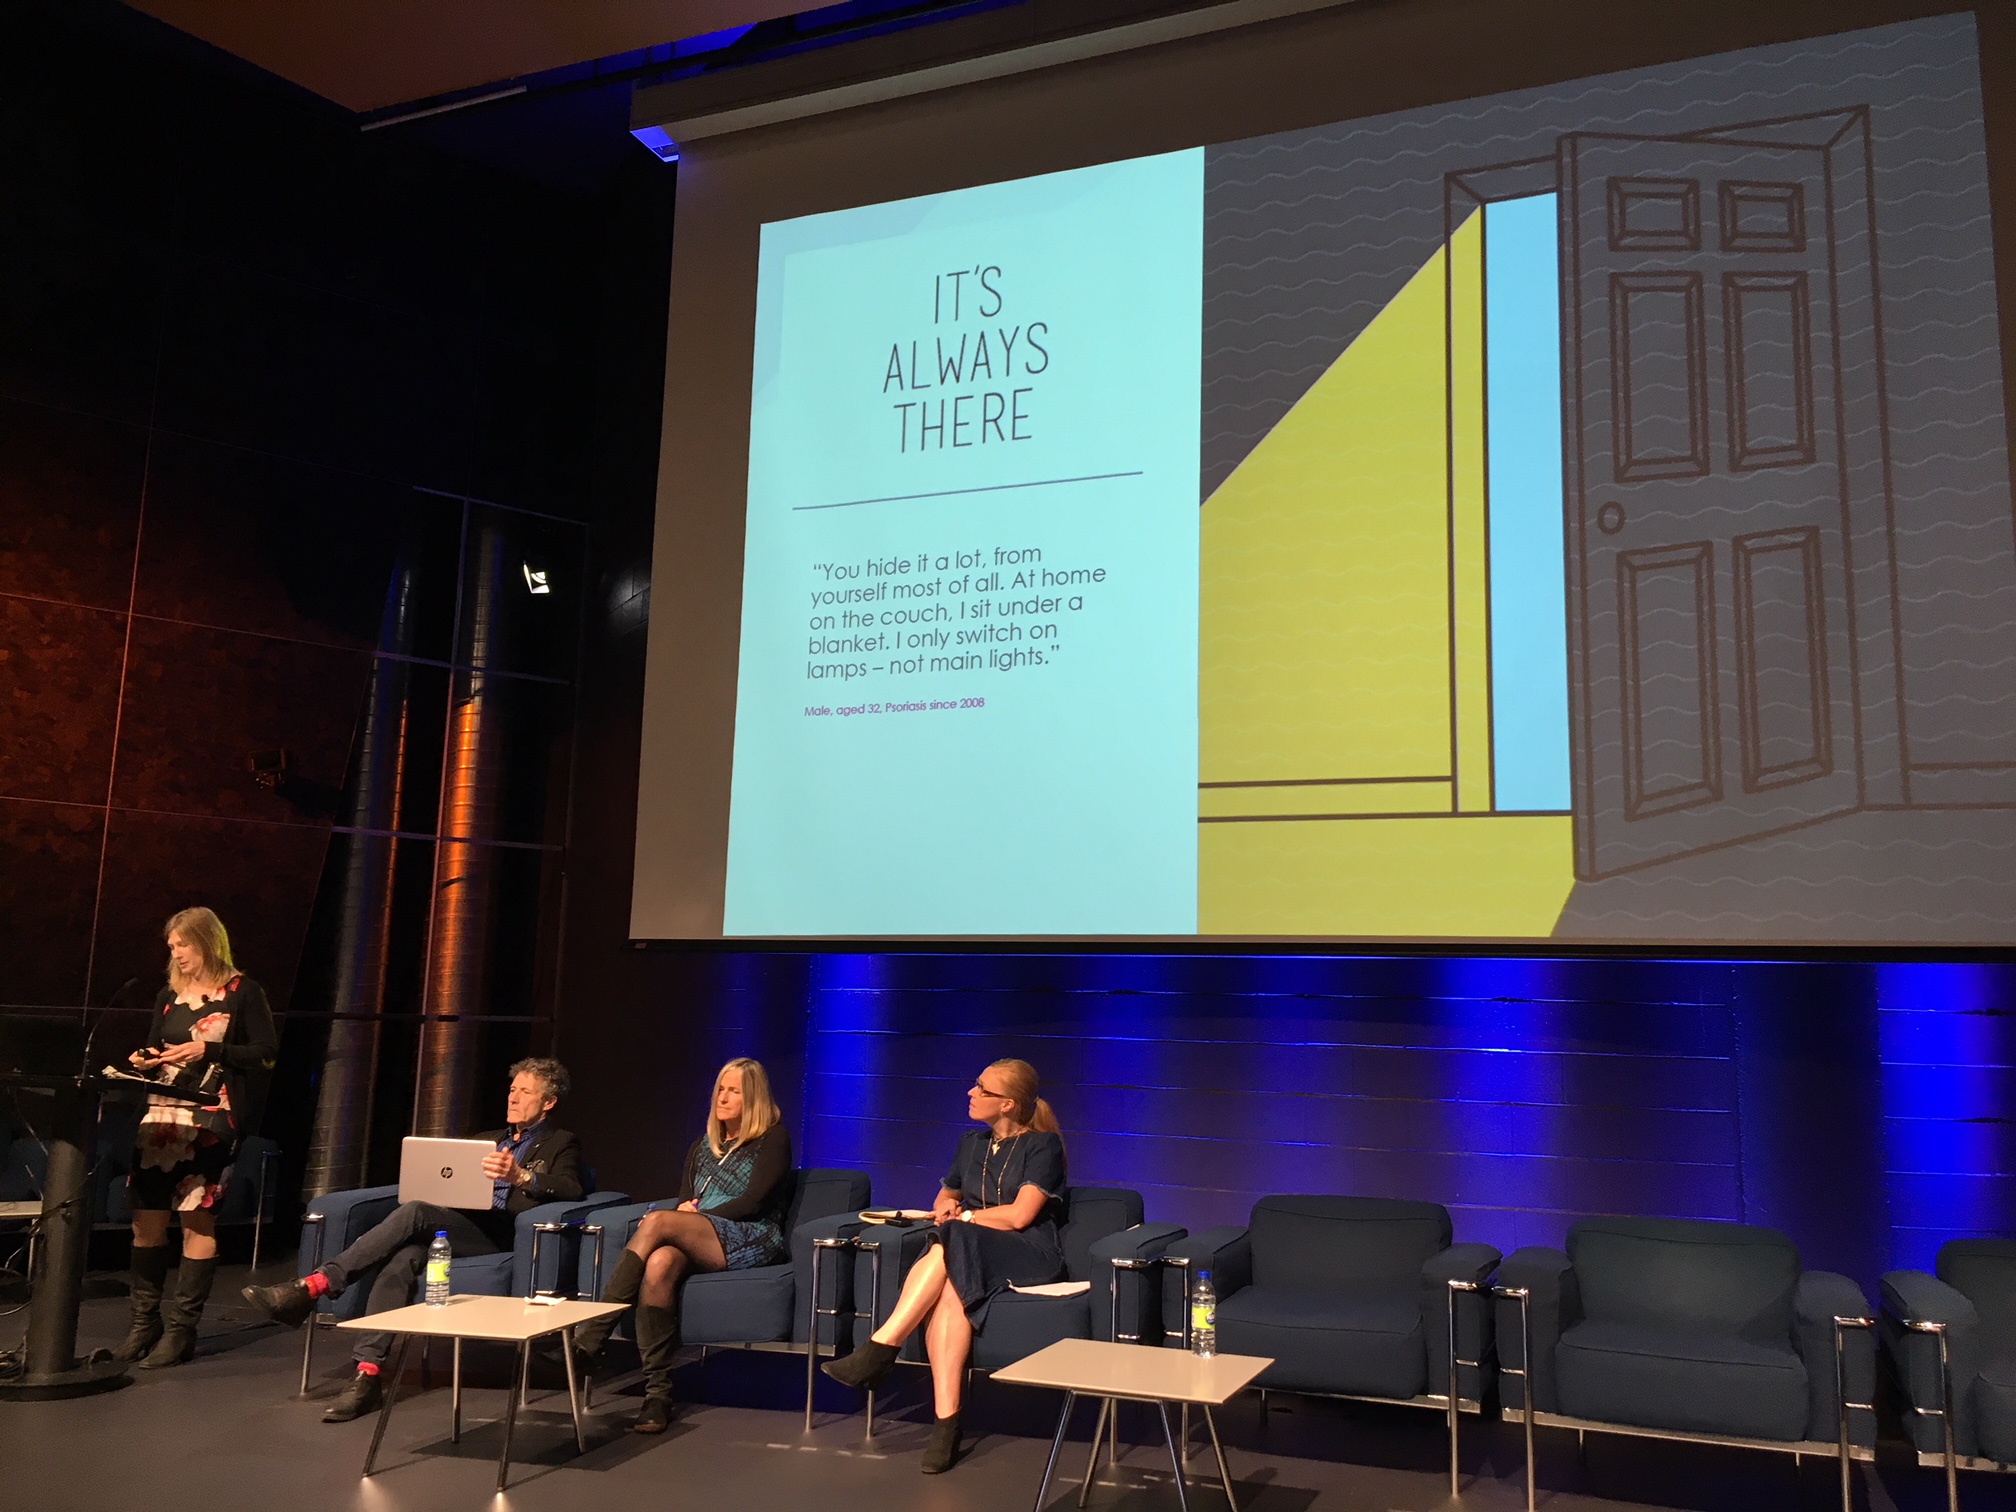 IT'S
ALWAYS
THERE
“You hide it a lot, from
yourself most of all. At home
on the couch, I sit under a
blanket. I only switch on
lamps – not main lights.”
Male, aged 32, Psoriasis since 2008
hp